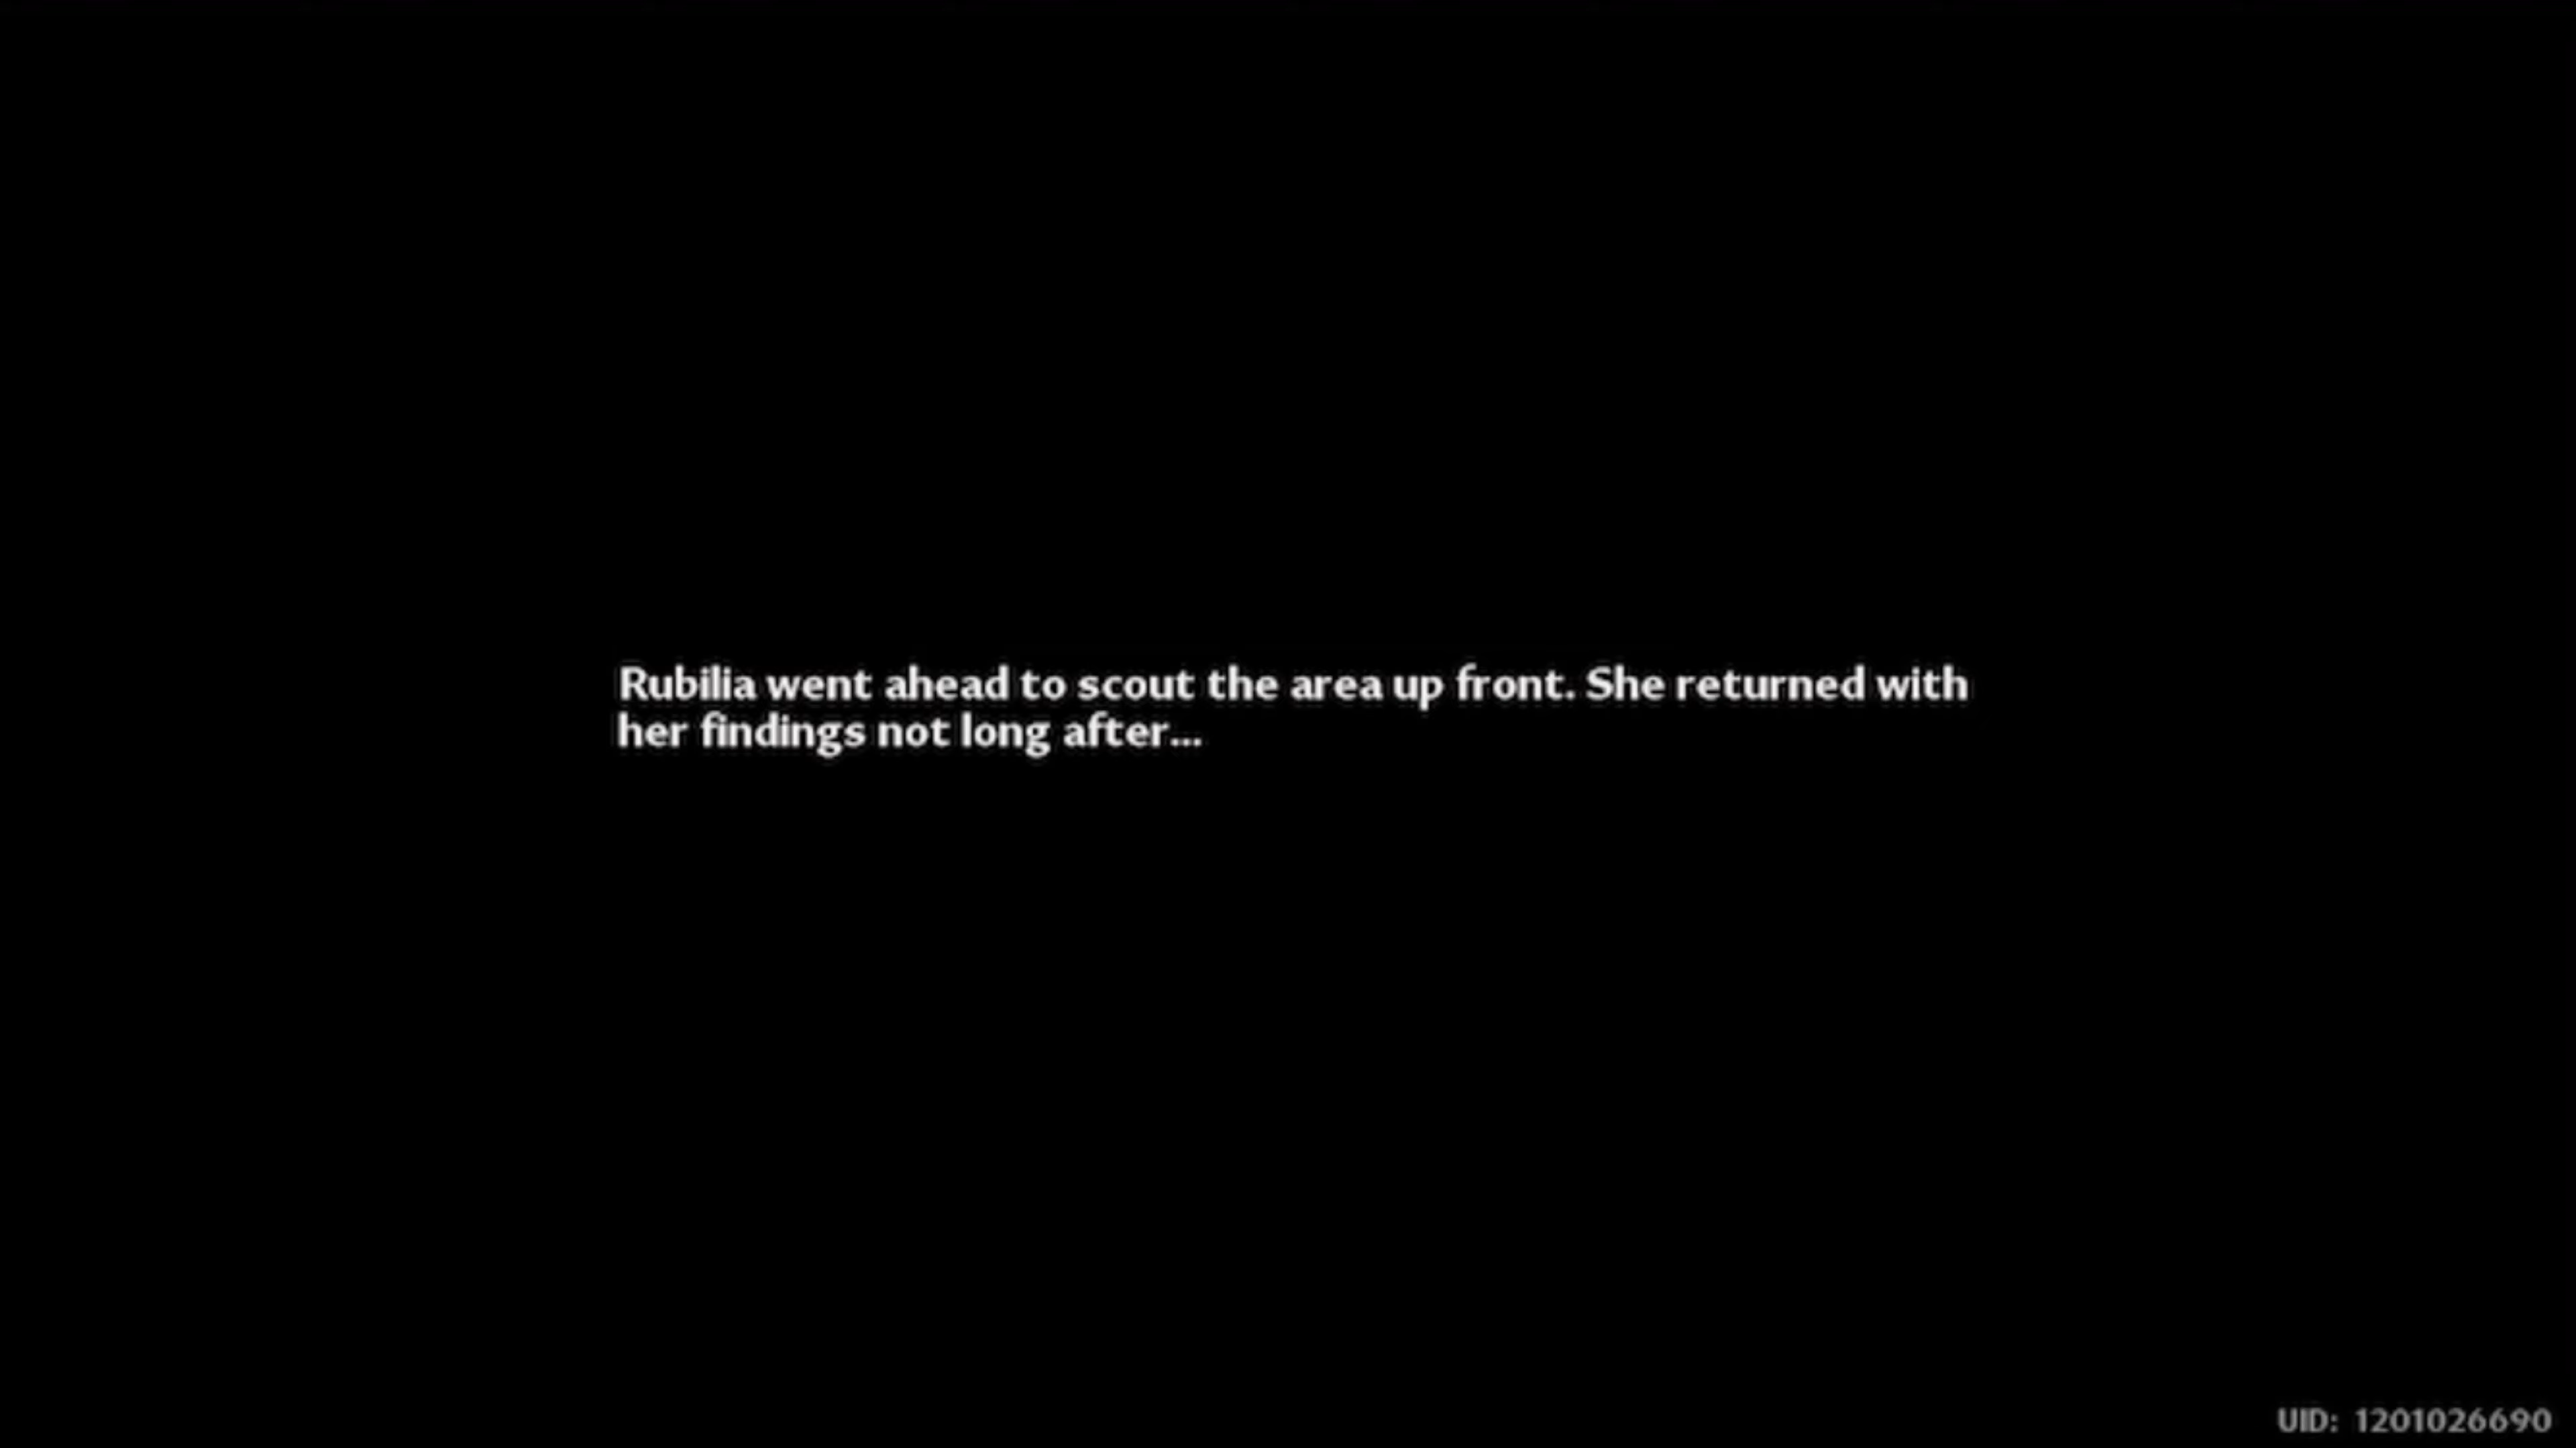 Rubilia went ahead to scout the area up front. She returned with
her findings not long after...
UID: 1201026690